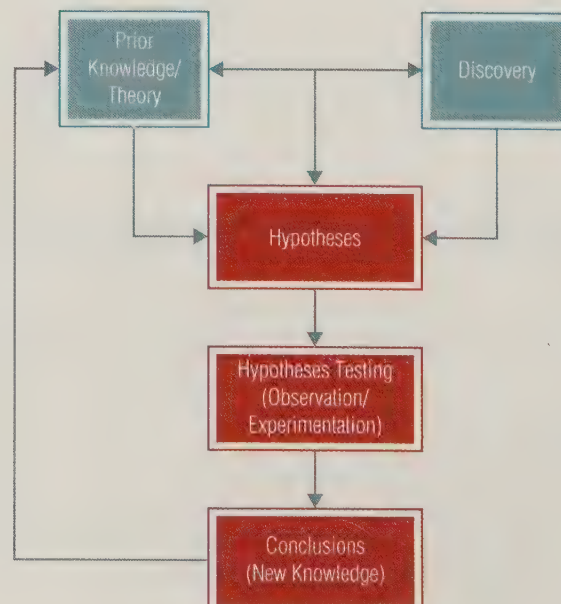 Prior
Knowledge/
Theory
Discovery
Hypotheses
Hypotheses Testing
(Observation/
Experimentation)
Conclusions
(New Knowledge)